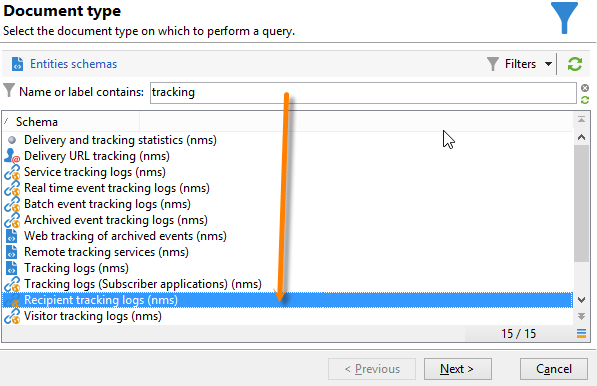 Document type
Select the document type on which to perform a query.
Entities schemas
Filters
Name or label contains: tracking
Schema
Delivery and tracking statistics (nms)
Delivery URL tracking (nms)
Service tracking logs (nms)
Real time event tracking logs (nms)
Batch event tracking logs (nms)
Archived event tracking logs (nms)
Web tracking of archived events (nms)
Remote tracking services (nms)
Tracking logs (nms)
Tracking logs (Subscriber applications) (nms)
Recipient tracking logs (nms)
Visitor tracking logs (nms)
15 / 15
< Previous Next > Cancel